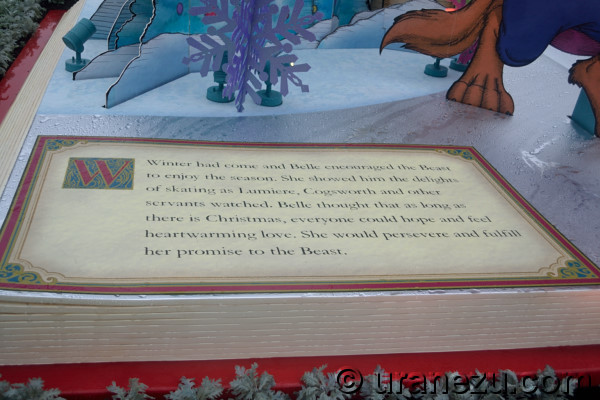 Winter had come and Belle encouraged the Beast
to enjoy the season. She showed him the delights
of skating as Lumiere, Cogsworth and other
servants watched. Belle thought that as long as
there is Christmas, everyone could hope and feel
heartwarming love. She would persevere and fulfill
her promise to the Beast.
© uranezu.com